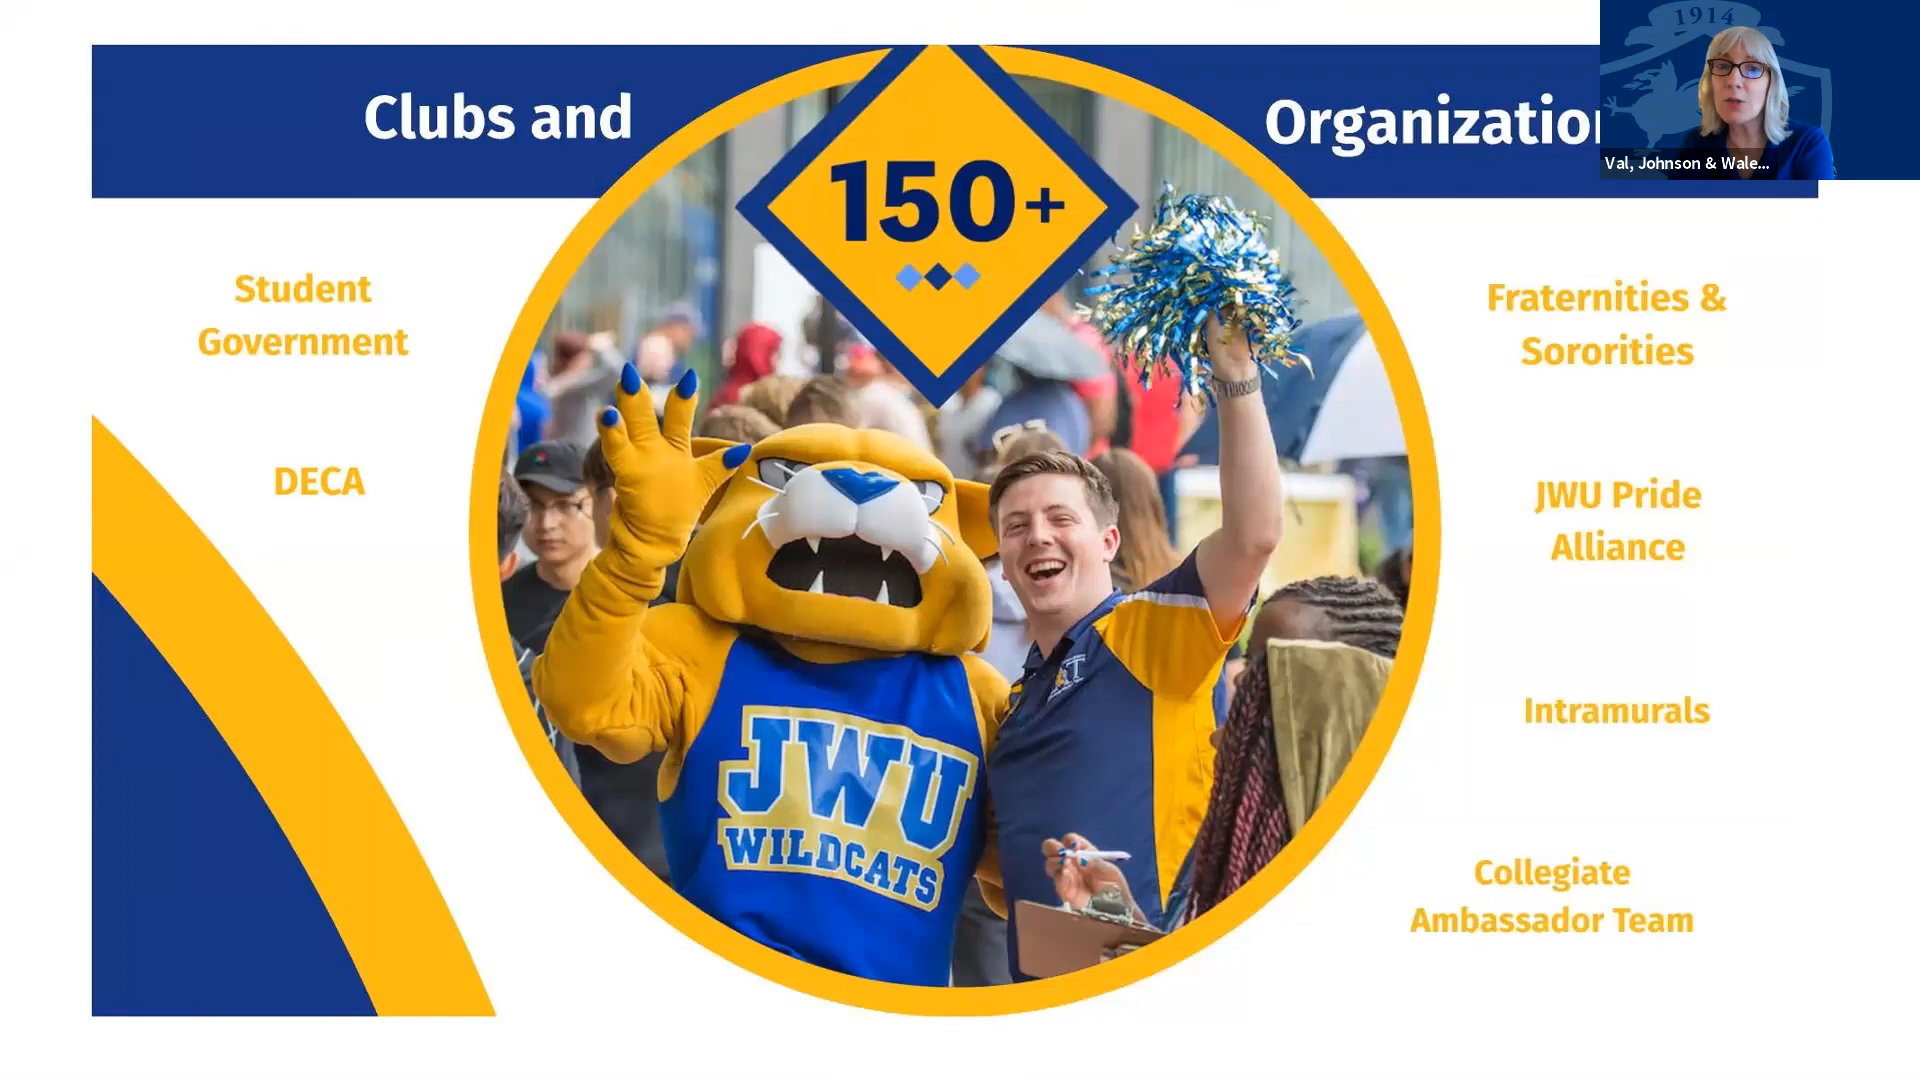 1914
Clubs and
150+
Organizatio
Val, Johnson & Wale...
Student
Government
DECA
Fraternities &
Sororities
JWU Pride
Alliance
Intramurals
Collegiate
Ambassador Team
JWU
WILDCATS